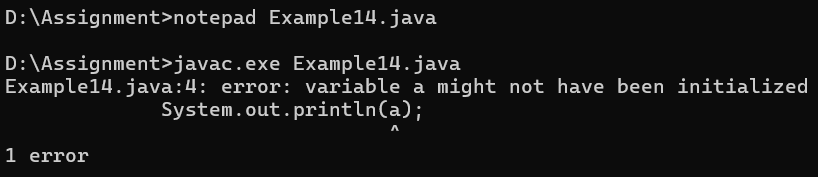 D:\Assignment>notepad Example14.java
D:\Assignment>javac.exe Example14.java
Example14.java:4: error: variable a might not have been initialized
System.out.println(a);
^
1 error